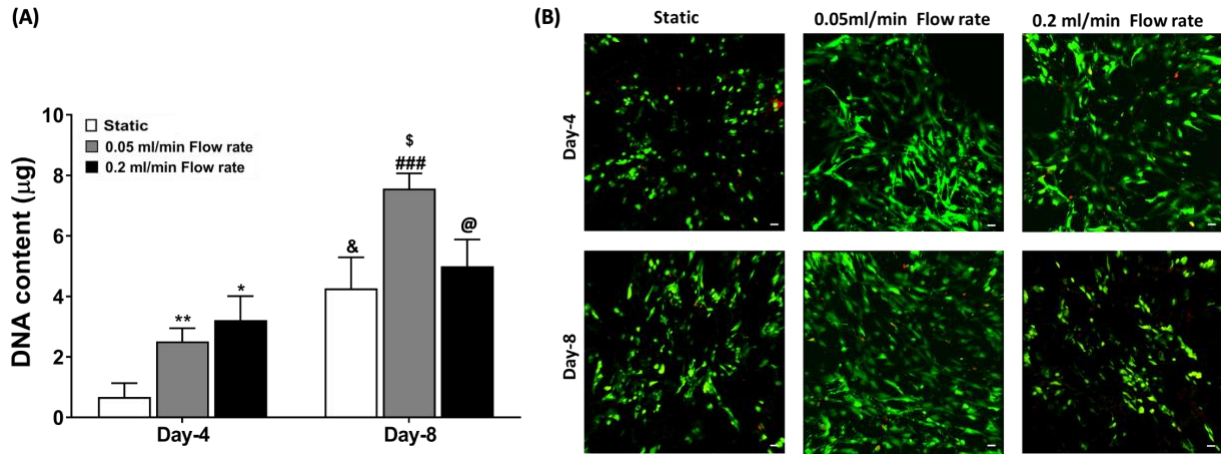 (A)
10
8
6
4
2
0
DNA content (µg)
Static
0.05 ml/min Flow rate
0.2 ml/min Flow rate
**
*
&
$
###
@
Day-4
Day-8
(B)
Static
0.05ml/min Flow rate
0.2 ml/min Flow rate
Day-4
Day-8